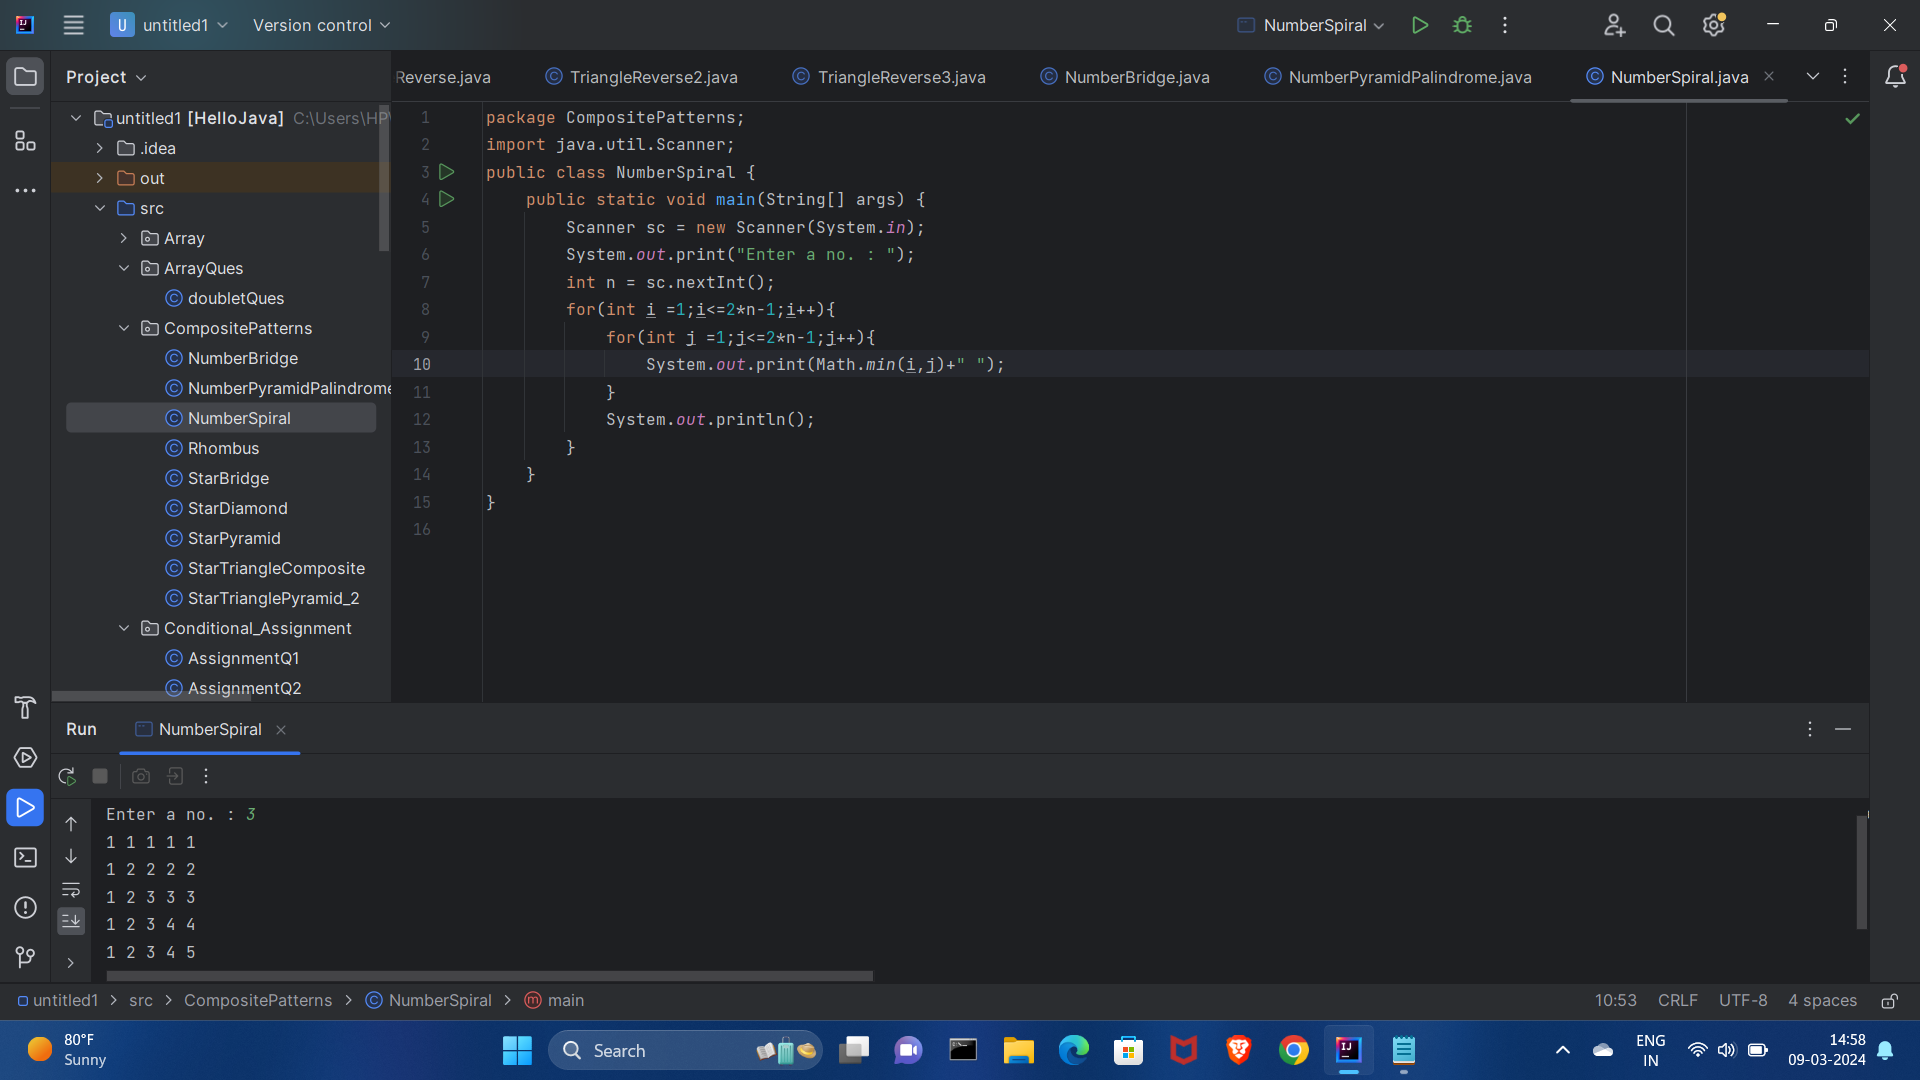 U untitled1 Version control NumberSpiral
Project
Reverse.java TriangleReverse2.java TriangleReverse3.java NumberBridge.java NumberPyramidPalindrome.java NumberSpiral.java
untitled1 [HelloJava] C:\Users\HP\
.idea
out
src
Array
ArrayQues
doubletQues
CompositePatterns
NumberBridge
NumberPyramidPalindrome
NumberSpiral
Rhombus
StarBridge
StarDiamond
StarPyramid
StarTriangleComposite
StarTrianglePyramid_2
Conditional_Assignment
AssignmentQ1
AssignmentQ2
1 package CompositePatterns;
2 import java.util.Scanner;
3 public class NumberSpiral {
4 public static void main(String[] args) {
5 Scanner sc = new Scanner(System.in);
6 System.out.print("Enter a no. : ");
7 int n = sc.nextInt();
8 for(int i =1;i<=2*n-1;i++){
9 for(int j =1;j<=2*n-1;j++){
10 System.out.print(Math.min(i,j)+" ");
11 }
12 System.out.println();
13 }
14 }
15 }
16
Run NumberSpiral
Enter a no. : 3
1 1 1 1 1
1 2 2 2 2
1 2 3 3 3
1 2 3 4 4
1 2 3 4 5
untitled1 > src > CompositePatterns > NumberSpiral > main 10:53 CRLF UTF-8 4 spaces
80°F
Sunny
Search
ENG
IN
14:58
09-03-2024